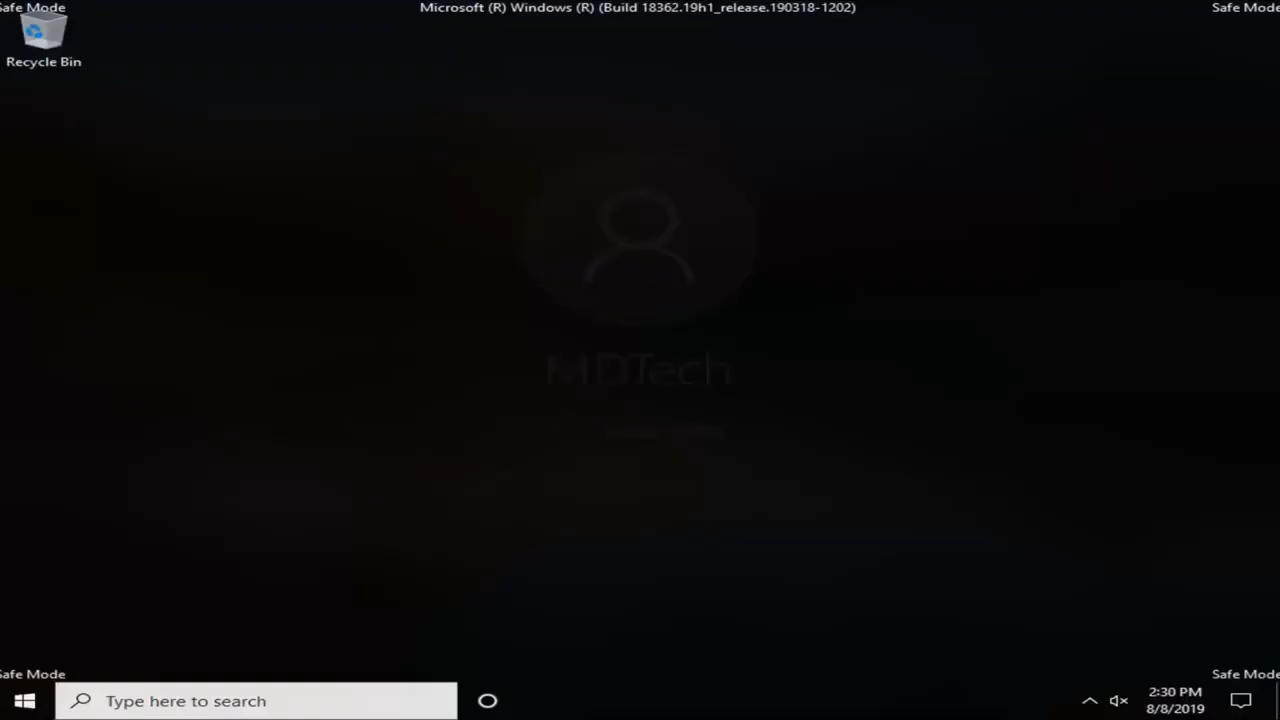 Safe Mode
Microsoft (R) Windows (R) (Build 18362.19h1_release.190318-1202)
Safe Mode
Recycle Bin
MDTech
Safe Mode
Safe Mode
Type here to search
2:30 PM
8/8/2019